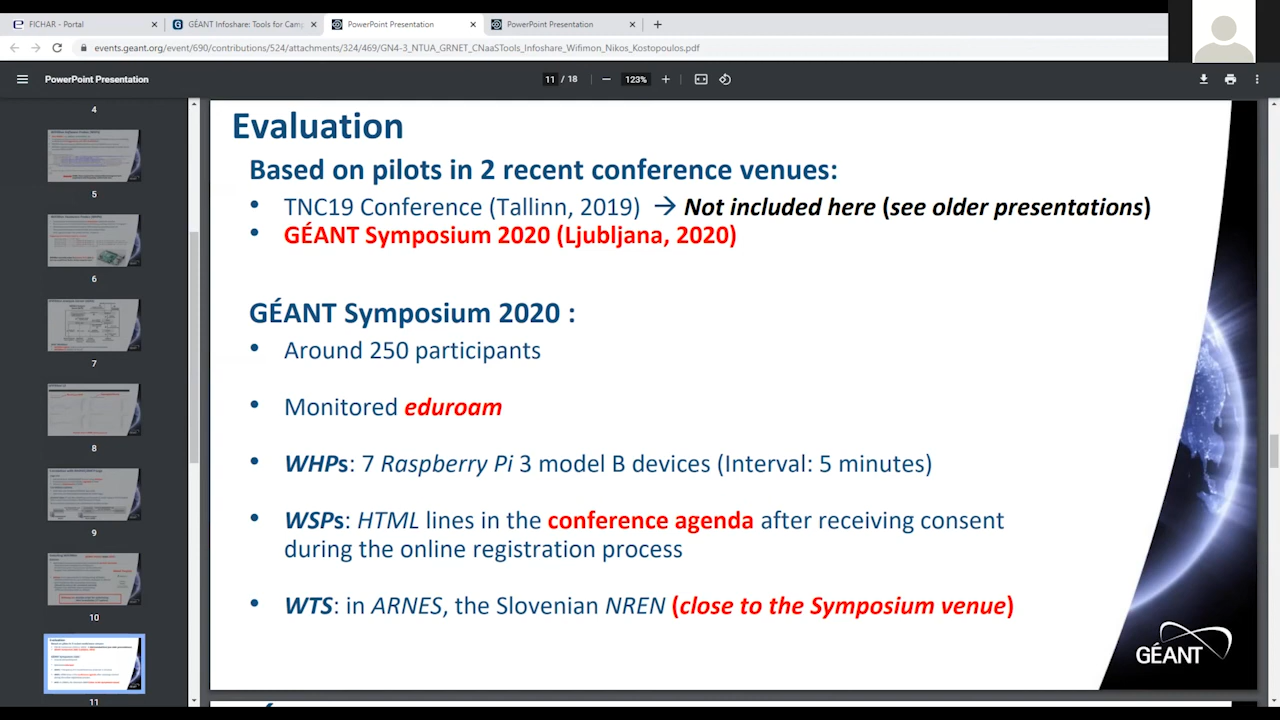 FICHAR - Portal
GÉANT Infoshare: Tools for Cam
PowerPoint Presentation
PowerPoint Presentation
events.geant.org/event/690/contributions/524/attachments/324/469/GN4-3_NTUA_GRNET_CNaaSTools_Infoshare_Wifimon_Nikos_Kostopoulos.pdf
PowerPoint Presentation
11 / 18
123%
4
5
6
7
8
9
10
11
Evaluation
Based on pilots in 2 recent conference venues:
• TNC19 Conference (Tallinn, 2019) → Not included here (see older presentations)
• GÉANT Symposium 2020 (Ljubljana, 2020)
GÉANT Symposium 2020 :
• Around 250 participants
• Monitored eduroam
• WHPs: 7 Raspberry Pi 3 model B devices (Interval: 5 minutes)
• WSPs: HTML lines in the conference agenda after receiving consent
during the online registration process
• WTS: in ARNES, the Slovenian NREN (close to the Symposium venue)
GÉANT